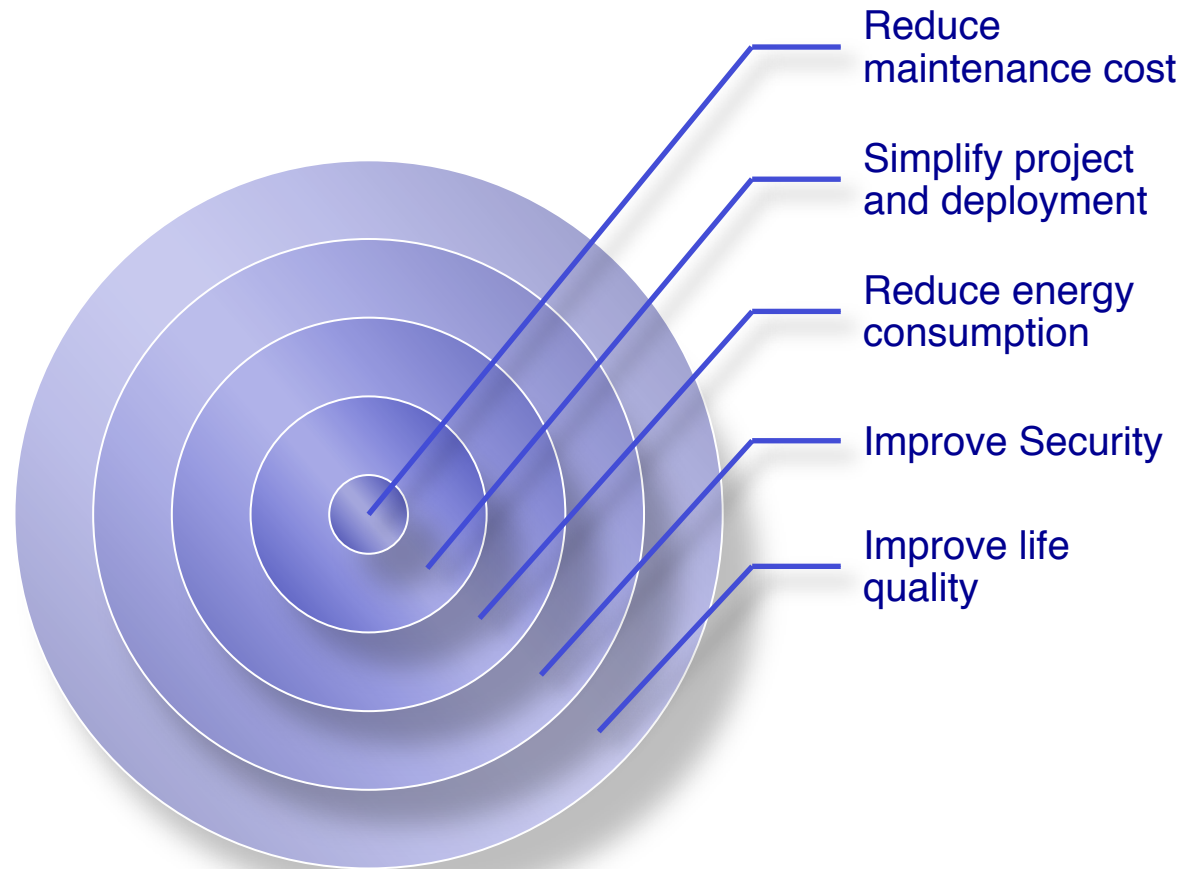 Reduce
maintenance cost
Simplify project
and deployment
Reduce energy
consumption
Improve Security
Improve life
quality